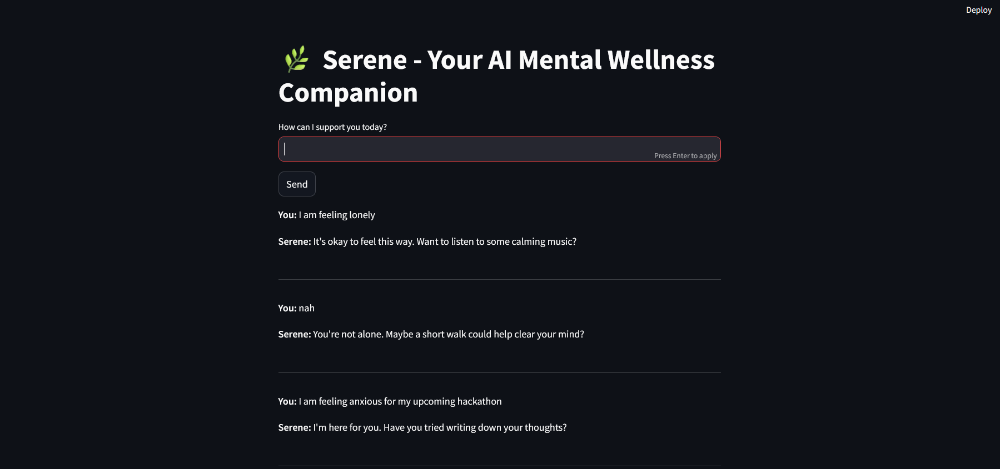 Deploy
🌿 Serene - Your AI Mental Wellness
Companion
How can I support you today?
Press Enter to apply
Send
You: I am feeling lonely
Serene: It's okay to feel this way. Want to listen to some calming music?
You: nah
Serene: You're not alone. Maybe a short walk could help clear your mind?
You: I am feeling anxious for my upcoming hackathon
Serene: I'm here for you. Have you tried writing down your thoughts?